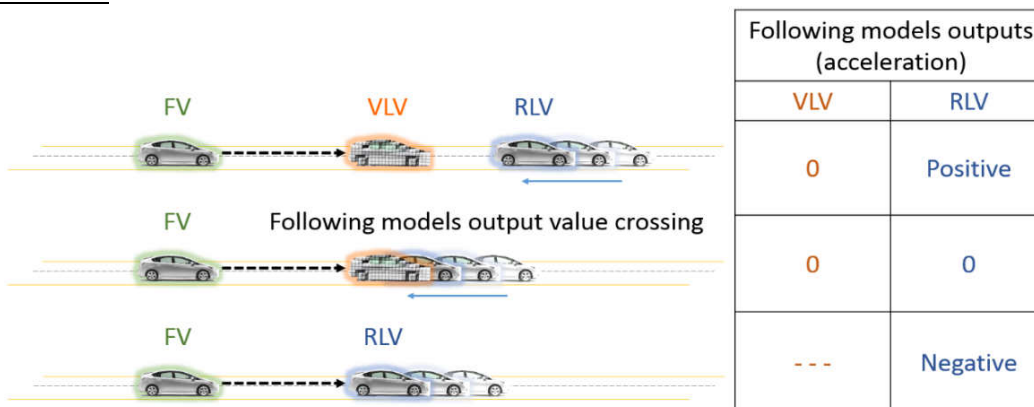 Following models outputs
(acceleration)
VLV RLV
FV VLV RLV
0 Positive
FV Following models output value crossing
0 0
FV RLV
- - - Negative